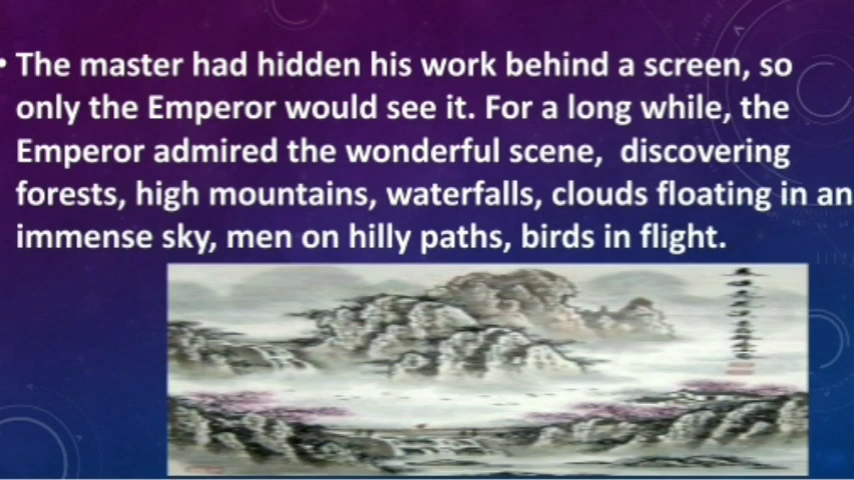 • The master had hidden his work behind a screen, so
only the Emperor would see it. For a long while, the
Emperor admired the wonderful scene, discovering
forests, high mountains, waterfalls, clouds floating in an
immense sky, men on hilly paths, birds in flight.